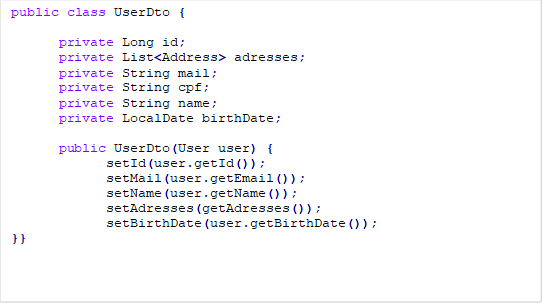 public class UserDto {
private Long id;
private List<Address> adresses;
private String mail;
private String cpf;
private String name;
private LocalDate birthDate;
public UserDto(User user) {
setId(user.getId());
setMail(user.getEmail());
setName(user.getName());
setAdresses(getAdresses());
setBirthDate(user.getBirthDate());
}}